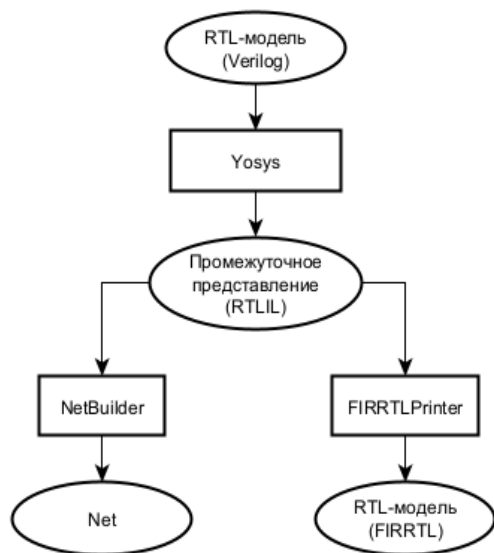 RTL-модель
(Verilog)
Yosys
Промежуточное
представление
(RTLIL)
NetBuilder
FIRRTLPrinter
Net
RTL-модель
(FIRRTL)